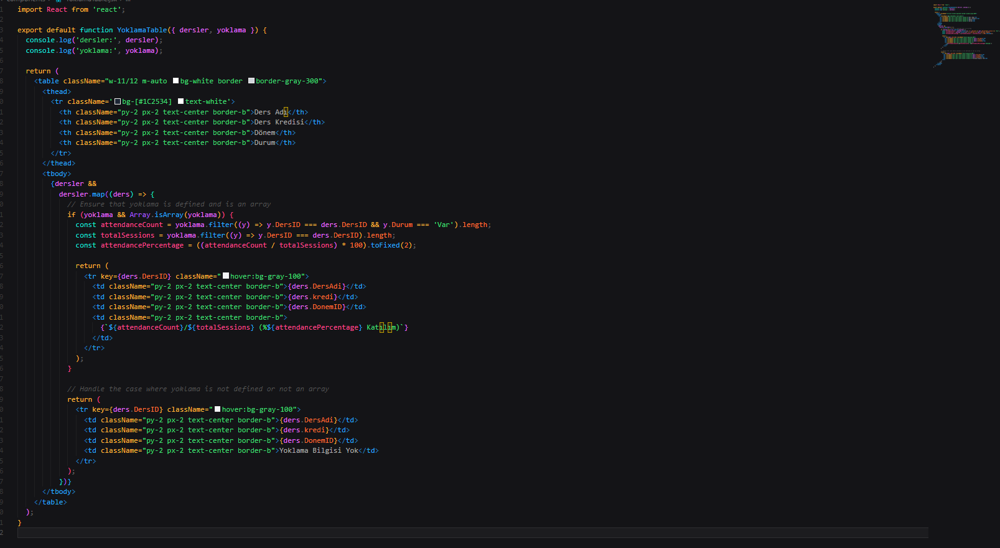 import React from 'react';
export default function YoklamaTable({ dersler, yoklama }) {
console.log('dersler:', dersler);
console.log('yoklama:', yoklama);
return (
<table className="w-11/12 m-auto bg-white border border-gray-300">
<thead>
<tr className='bg-[#1C2534] text-white'>
<th className="py-2 px-2 text-center border-b">Ders Adı</th>
<th className="py-2 px-2 text-center border-b">Ders Kredisi</th>
<th className="py-2 px-2 text-center border-b">Dönem</th>
<th className="py-2 px-2 text-center border-b">Durum</th>
</tr>
</thead>
<tbody>
{dersler &&
dersler.map((ders) => {
// Ensure that yoklama is defined and is an array
if (yoklama && Array.isArray(yoklama)) {
const attendanceCount = yoklama.filter((y) => y.DersID === ders.DersID && y.Durum === 'Var').length;
const totalSessions = yoklama.filter((y) => y.DersID === ders.DersID).length;
const attendancePercentage = ((attendanceCount / totalSessions) * 100).toFixed(2);
return (
<tr key={ders.DersID} className="hover:bg-gray-100">
<td className="py-2 px-2 text-center border-b">{ders.DersAdi}</td>
<td className="py-2 px-2 text-center border-b">{ders.kredi}</td>
<td className="py-2 px-2 text-center border-b">{ders.DonemID}</td>
<td className="py-2 px-2 text-center border-b">
{`${attendanceCount}/${totalSessions} (%${attendancePercentage} Katılım)`}
</td>
</tr>
);
}
// Handle the case where yoklama is not defined or not an array
return (
<tr key={ders.DersID} className="hover:bg-gray-100">
<td className="py-2 px-2 text-center border-b">{ders.DersAdi}</td>
<td className="py-2 px-2 text-center border-b">{ders.kredi}</td>
<td className="py-2 px-2 text-center border-b">{ders.DonemID}</td>
<td className="py-2 px-2 text-center border-b">Yoklama Bilgisi Yok</td>
</tr>
);
})}
</tbody>
</table>
);
}